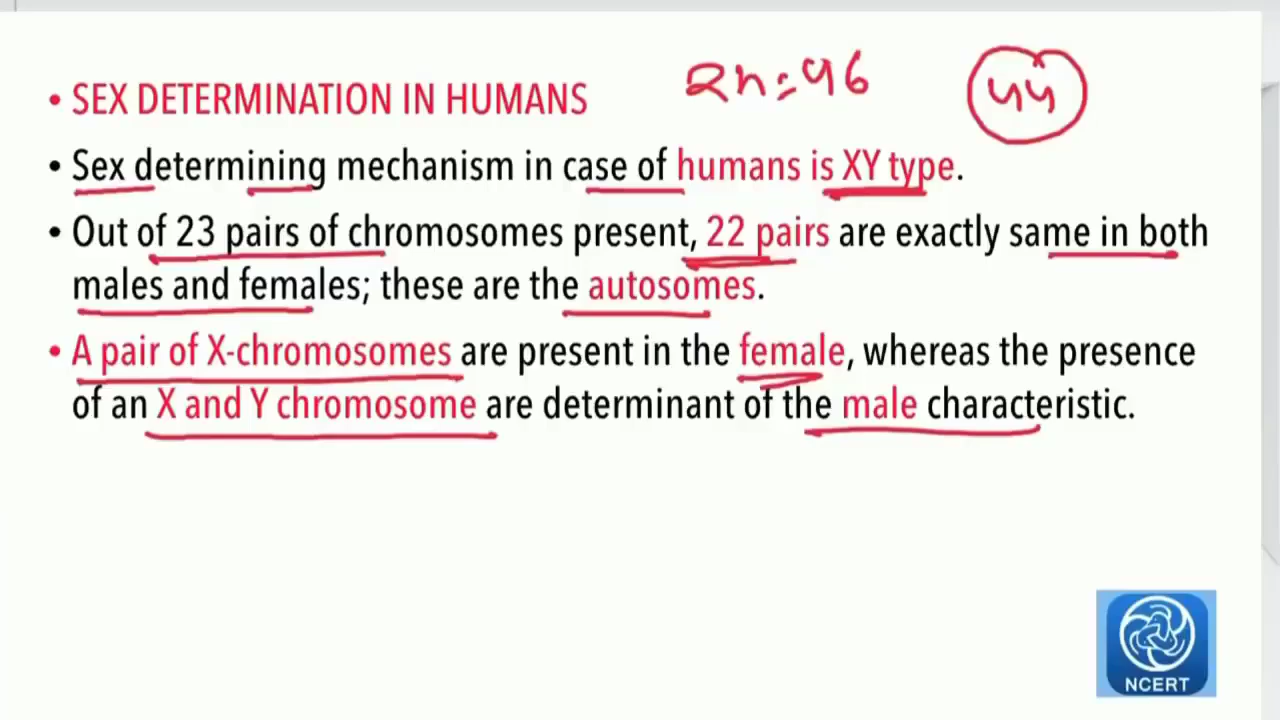 • SEX DETERMINATION IN HUMANS
2n=46
44
• Sex determining mechanism in case of humans is XY type.
• Out of 23 pairs of chromosomes present, 22 pairs are exactly same in both
males and females; these are the autosomes.
• A pair of X-chromosomes are present in the female, whereas the presence
of an X and Y chromosome are determinant of the male characteristic.
NCERT